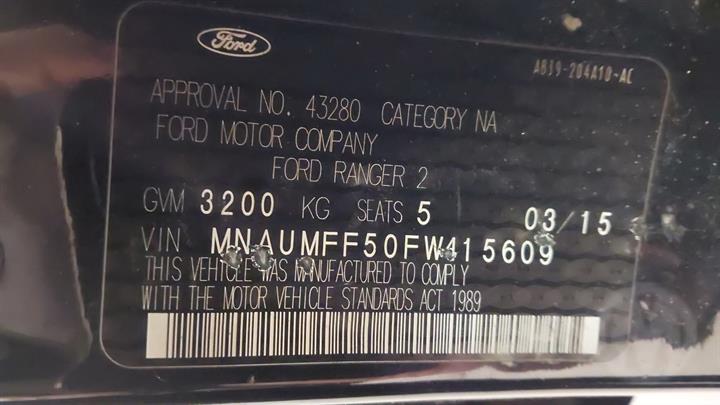 Ford
AB39-204A10-AC
APPROVAL NO. 43280 CATEGORY NA
FORD MOTOR COMPANY
FORD RANGER 2
GVM 3200 KG SEATS 5 03/15
VIN MNAUMFF50FW415609
THIS VEHICLE WAS MANUFACTURED TO COMPLY
WITH THE MOTOR VEHICLE STANDARDS ACT 1989